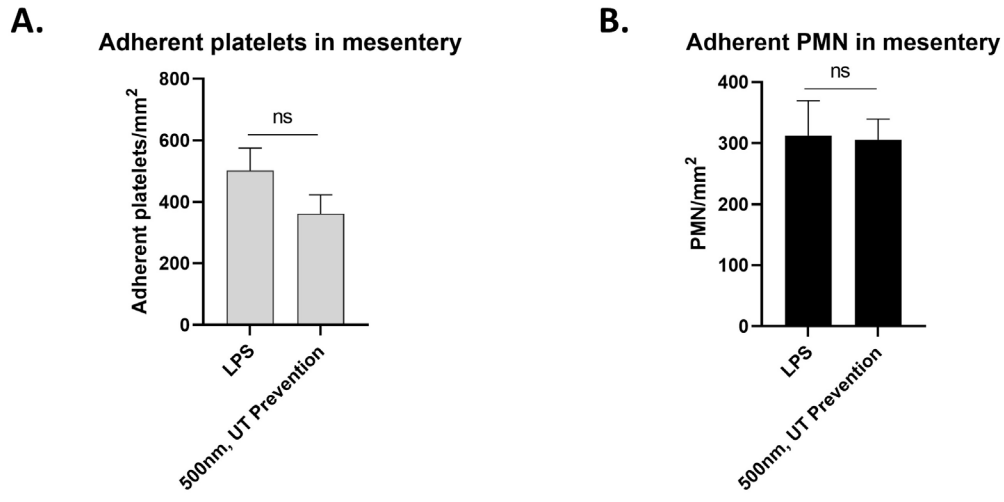 A.
Adherent platelets in mesentery
Adherent platelets/mm²
800
600
400
200
0
ns
LPS
500nm, UT Prevention
B.
Adherent PMN in mesentery
PMN/mm²
400
300
200
100
0
ns
LPS
500nm, UT Prevention